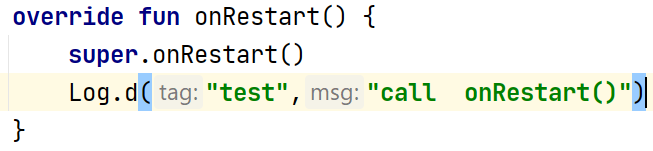 override fun onRestart() {
super.onRestart()
Log.d( tag: "test", msg: "call  onRestart()")
}